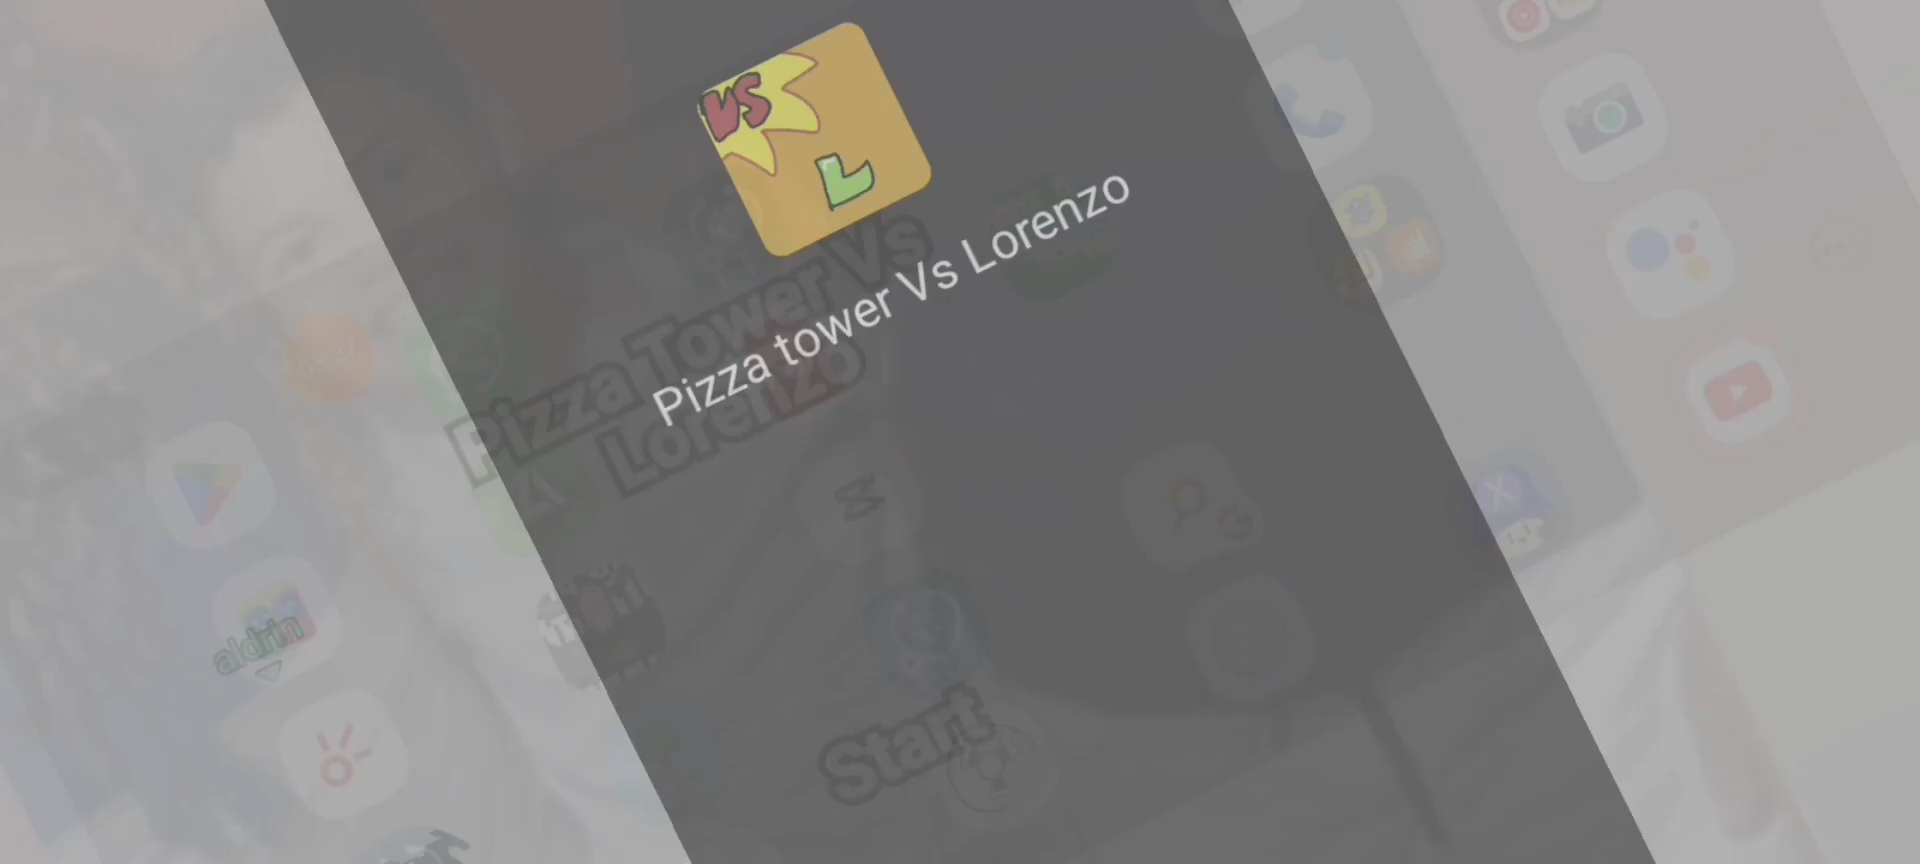 VS
L
Pizza tower Vs Lorenzo
Pizza Tower Vs
Lorenzo
aldrin
Start